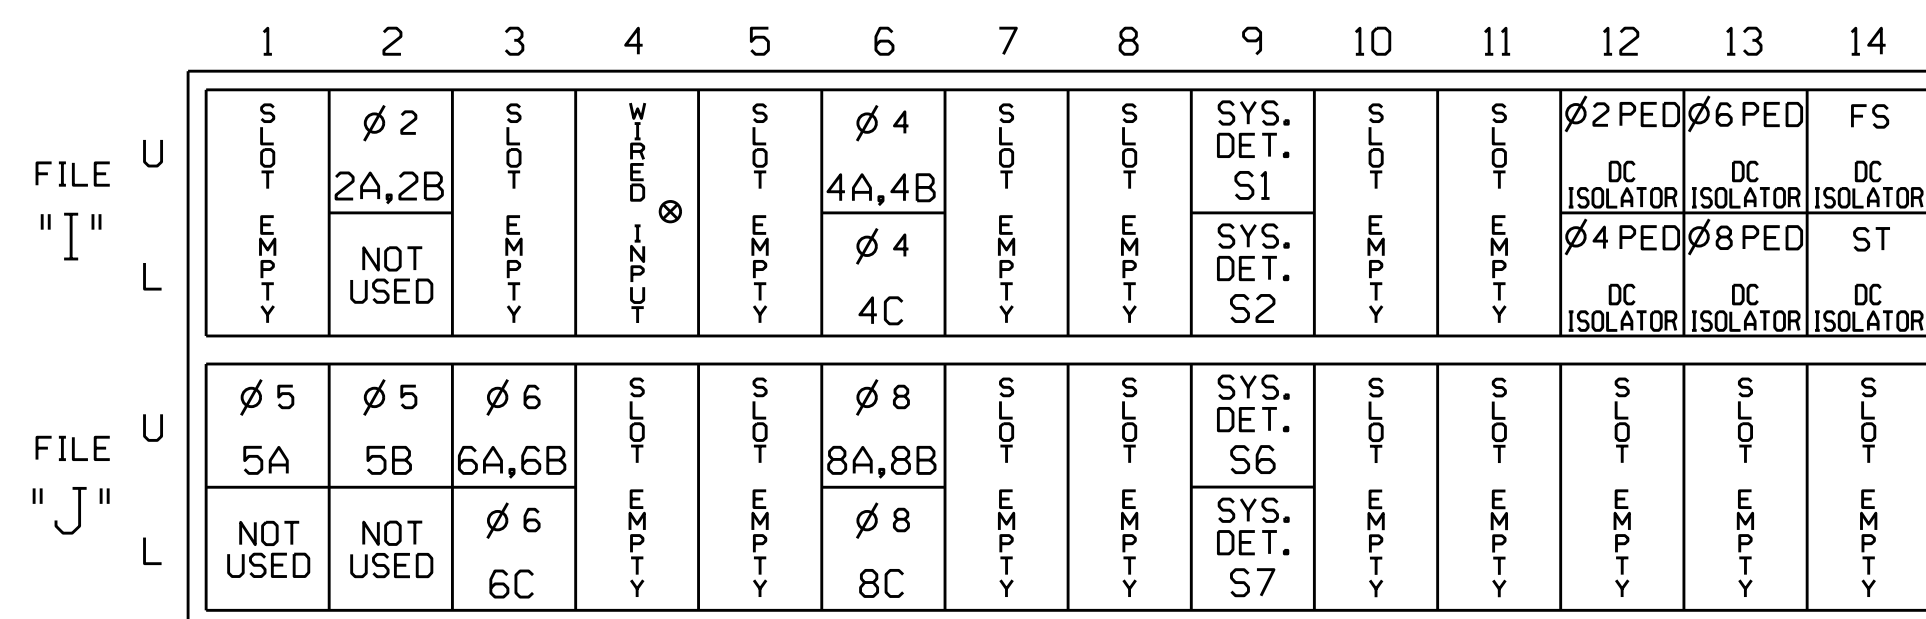 1 2 3 4 5 6 7 8 9 10 11 12 13 14
FILE "I"
U
L
SLOT EMPTY
Ø 2
2A,2B
NOT USED
SLOT EMPTY
WIRED INPUT ⊗
SLOT EMPTY
Ø 4
4A,4B
Ø 4
4C
SLOT EMPTY
SLOT EMPTY
SYS.
DET.
S1
SYS.
DET.
S2
SLOT EMPTY
SLOT EMPTY
Ø2 PED
DC
ISOLATOR
Ø4 PED
DC
ISOLATOR
Ø6 PED
DC
ISOLATOR
Ø8 PED
DC
ISOLATOR
FS
DC
ISOLATOR
ST
DC
ISOLATOR
FILE "J"
U
L
Ø 5
5A
NOT
USED
Ø 5
5B
NOT
USED
Ø 6
6A,6B
Ø 6
6C
SLOT EMPTY
SLOT EMPTY
Ø 8
8A,8B
Ø 8
8C
SLOT EMPTY
SLOT EMPTY
SYS.
DET.
S6
SYS.
DET.
S7
SLOT EMPTY
SLOT EMPTY
SLOT EMPTY
SLOT EMPTY
SLOT EMPTY